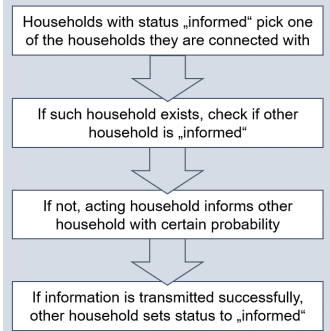 Households with status „informed“ pick one
of the households they are connected with
If such household exists, check if other
household is „informed“
If not, acting household informs other
household with certain probability
If information is transmitted successfully,
other household sets status to „informed“